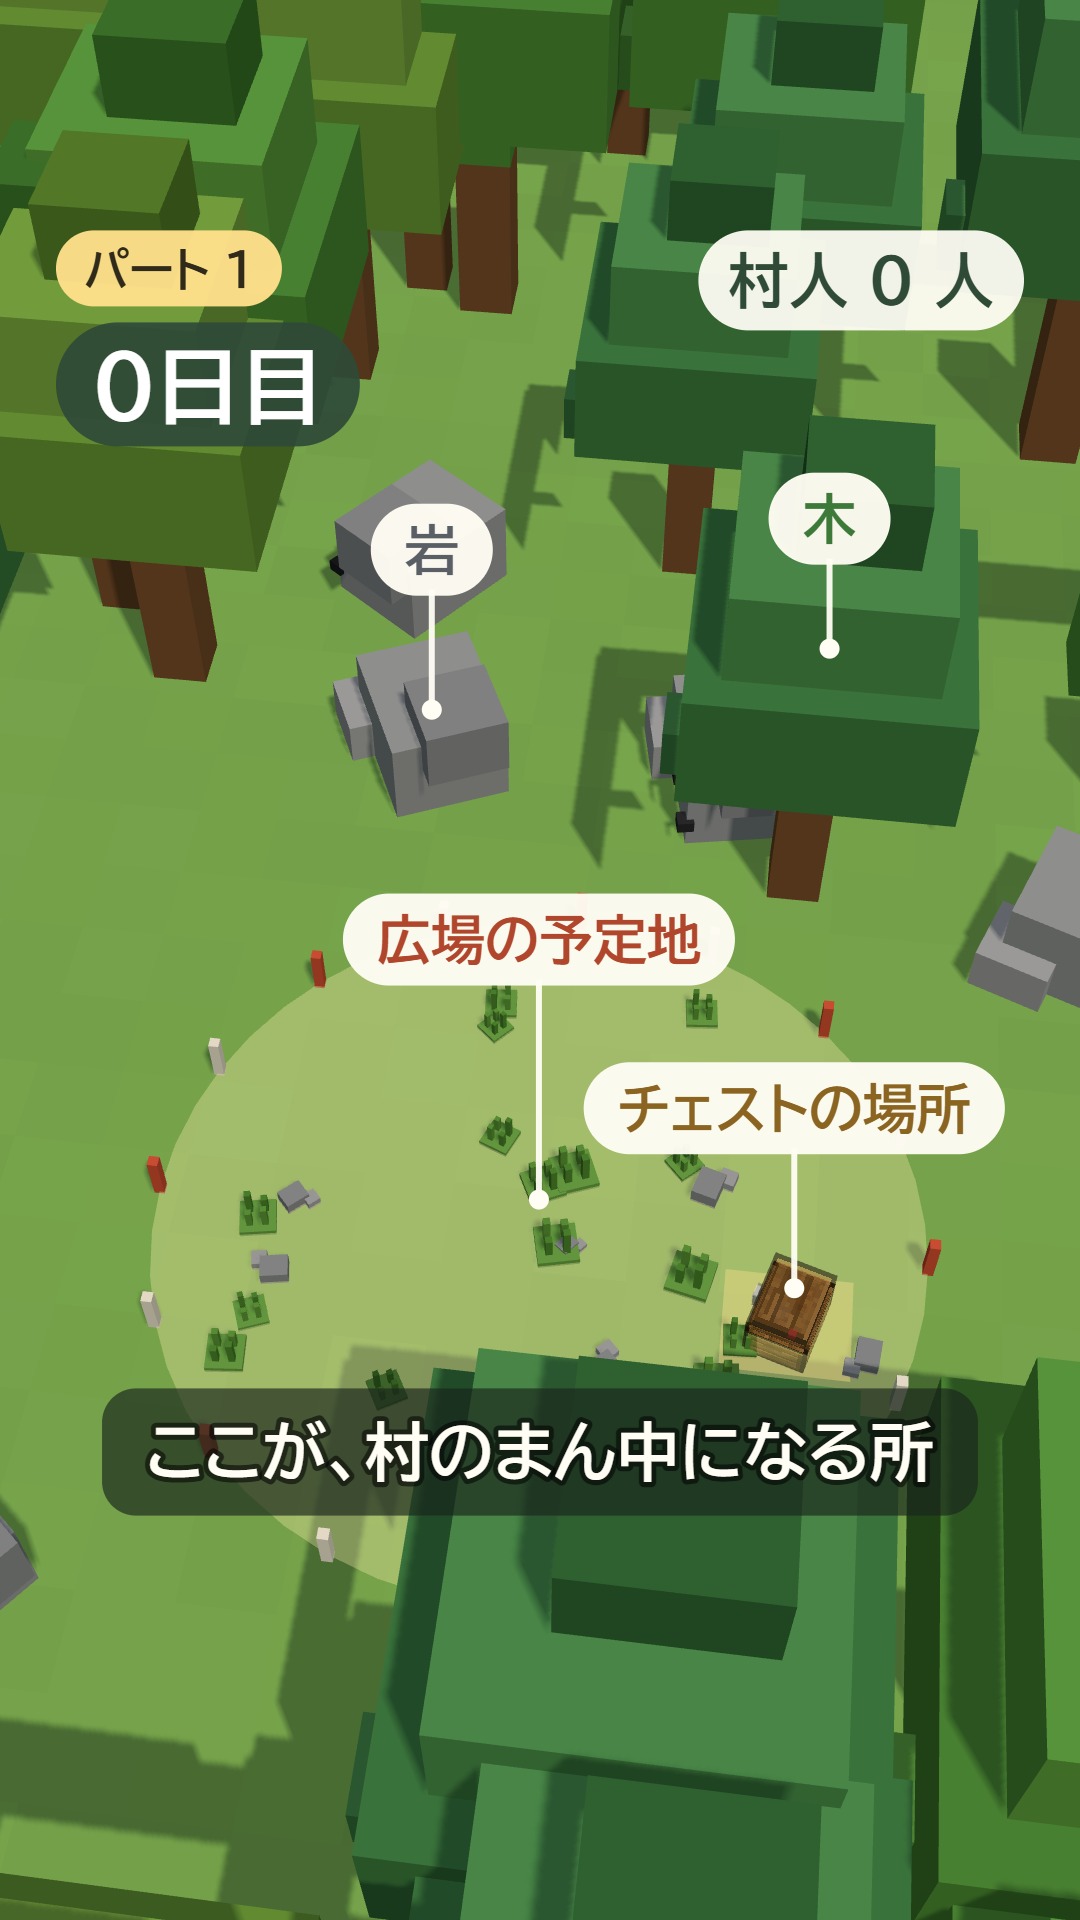 パート 1
0日目
村人 0 人
岩
木
広場の予定地
チェストの場所
ここが、村のまん中になる所